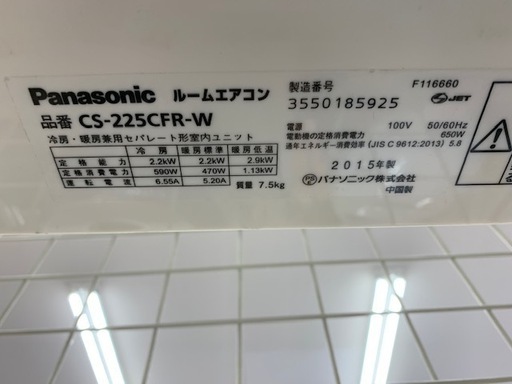 Panasonic ルームエアコン
品番 CS-225CFR-W
冷房・暖房兼用セパレート形室内ユニット
冷房 暖房標準 暖房低温
定格能力 2.2kW 2.2kW 2.9kW
定格消費電力 590W 470W 1.13kW
運転電流 6.55A 5.20A
質量 7.5kg
製造番号 F116660
3550185925 JET
電源 100V 50/60Hz
電動機の定格消費電力 650W
通年エネルギー消費効率(JIS C 9612:2013) 5.8
2015年製
パナソニック株式会社
中国製